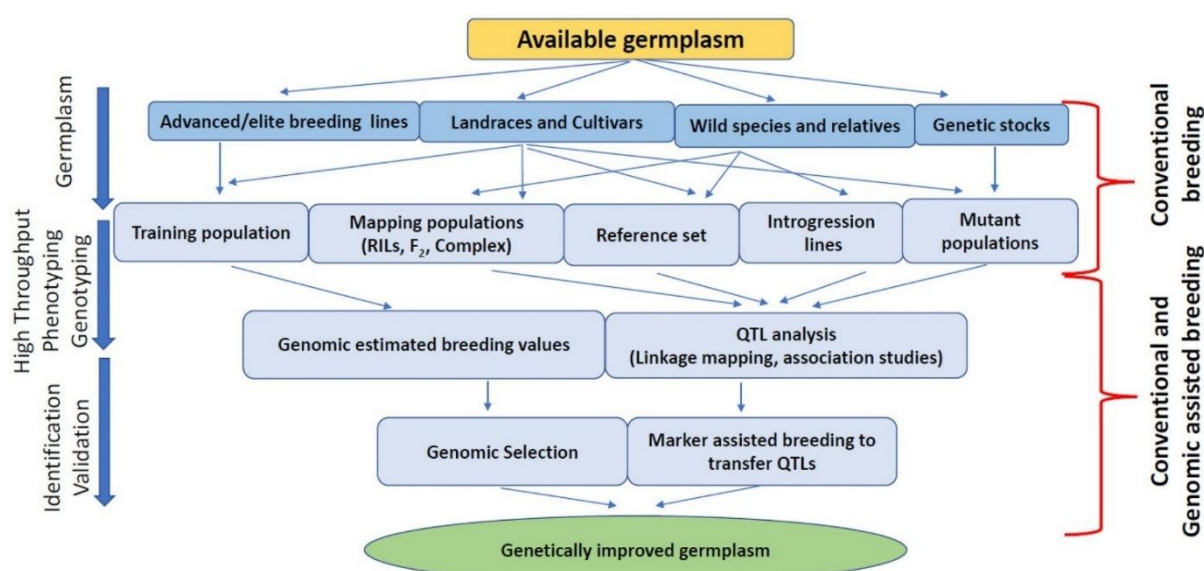 Available germplasm
Germplasm
Advanced/elite breeding lines
Landraces and Cultivars
Wild species and relatives
Genetic stocks
Conventional
breeding
Training population
Mapping populations
(RILs, F₂, Complex)
Reference set
Introgression
lines
Mutant
populations
High Throughput
Phenotyping
Genotyping
Genomic estimated breeding values
QTL analysis
(Linkage mapping, association studies)
Conventional and
Genomic assisted breeding
Identification
Validation
Genomic Selection
Marker assisted breeding to
transfer QTLs
Genetically improved germplasm